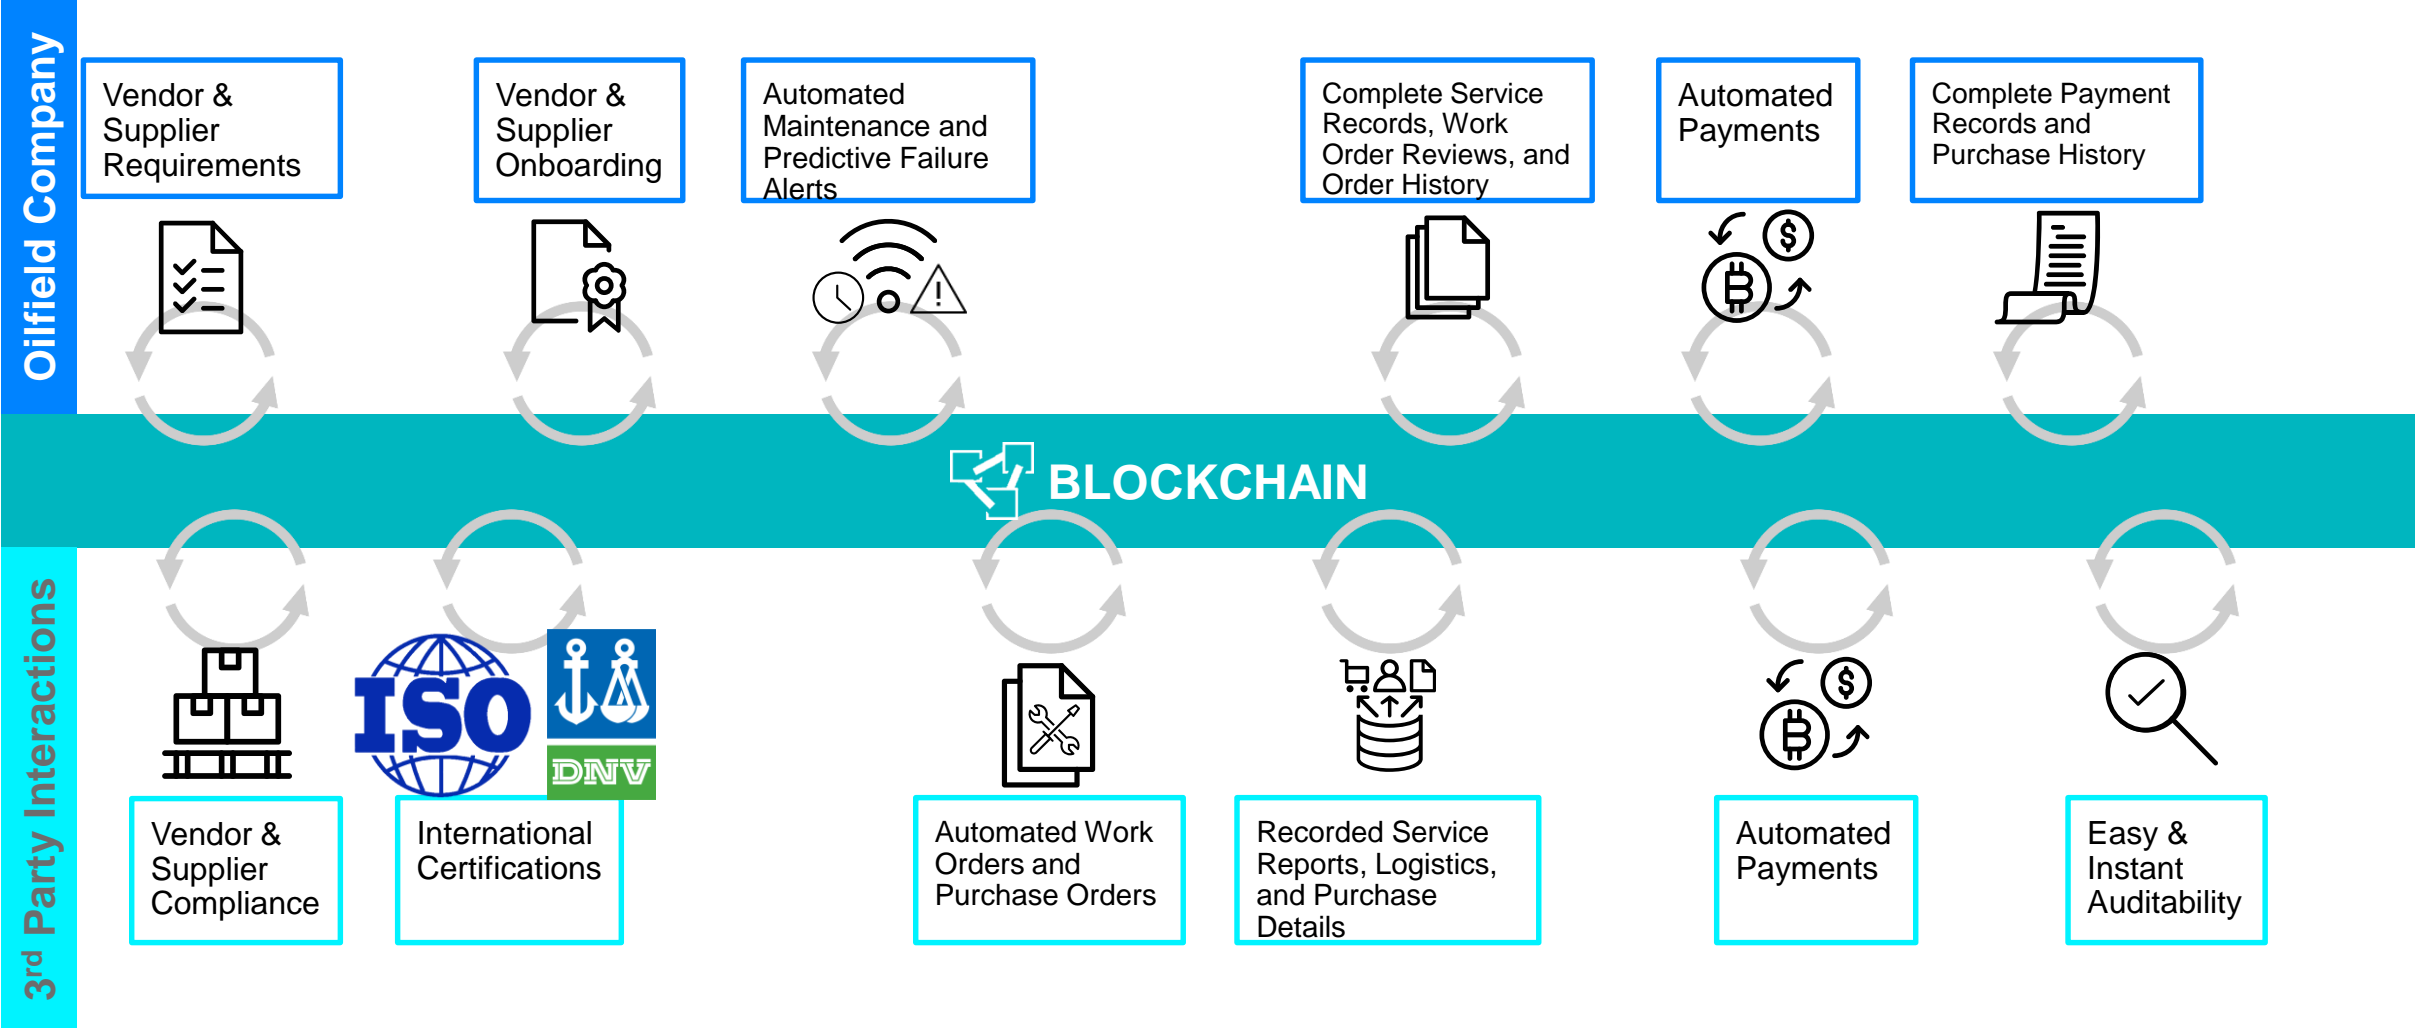 Oilfield Company
Vendor &
Supplier
Requirements
Vendor &
Supplier
Onboarding
Automated
Maintenance and
Predictive Failure
Alerts
Complete Service
Records, Work
Order Reviews, and
Order History
Automated
Payments
Complete Payment
Records and
Purchase History
BLOCKCHAIN
3rd Party Interactions
ISO
DNV
Vendor &
Supplier
Compliance
International
Certifications
Automated Work
Orders and
Purchase Orders
Recorded Service
Reports, Logistics,
and Purchase
Details
Automated
Payments
Easy &
Instant
Auditability